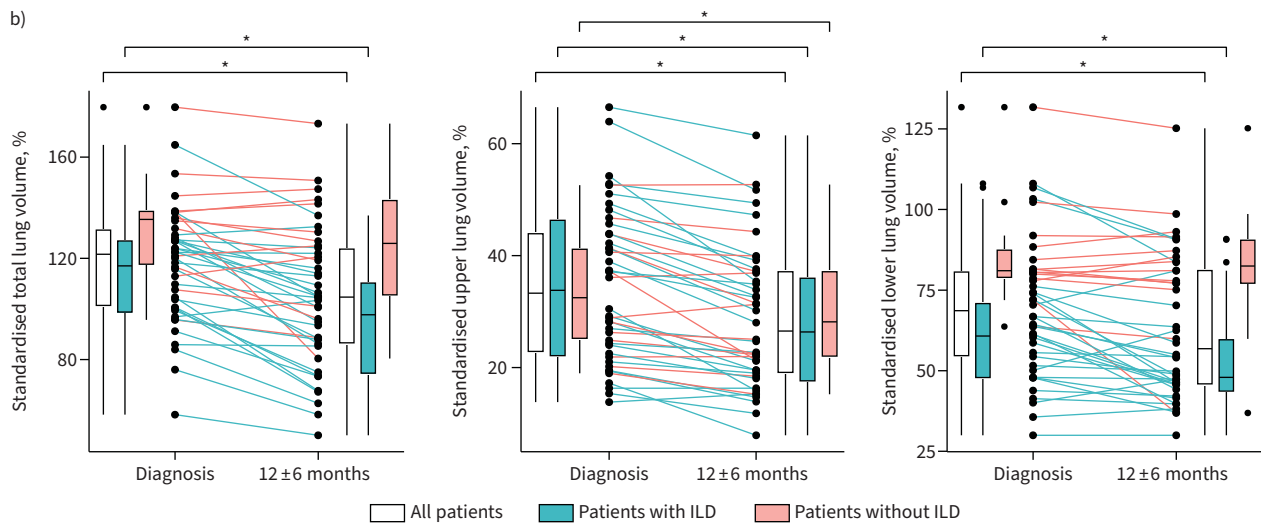 b)
* * *
* * *
* *
Standardised total lung volume, %
160
120
80
Diagnosis 12±6 months
Standardised upper lung volume, %
60
40
20
Diagnosis 12±6 months
Standardised lower lung volume, %
125
100
75
50
25
Diagnosis 12±6 months
All patients Patients with ILD Patients without ILD